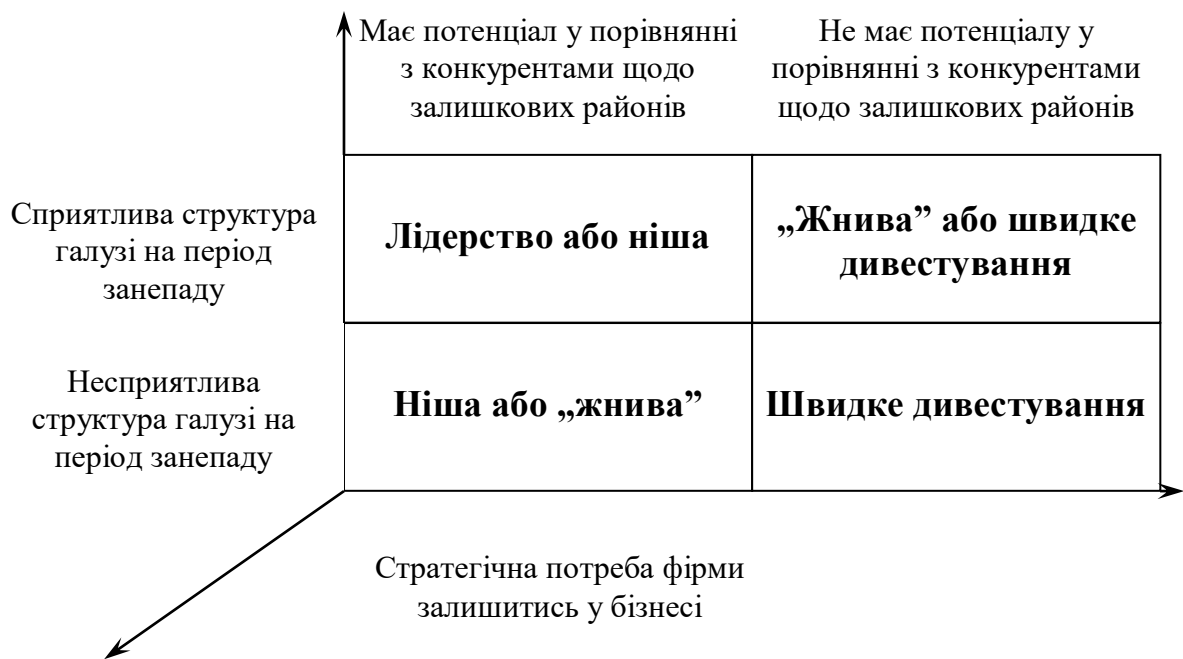 Має потенціал у порівнянні
з конкурентами щодо
залишкових районів
Не має потенціалу у
порівнянні з конкурентами
щодо залишкових районів
Сприятлива структура
галузі на період
занепаду
Лідерство або ніша
„Жнива” або швидке
дивестування
Несприятлива
структура галузі на
період занепаду
Ніша або „жнива”
Швидке дивестування
Стратегічна потреба фірми
залишитись у бізнесі